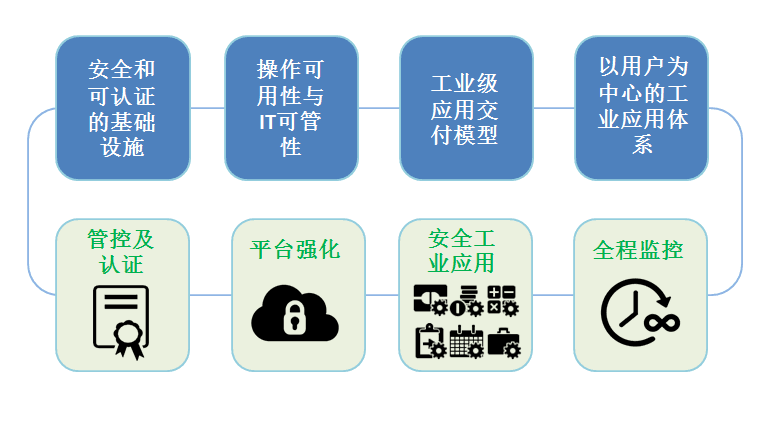 安全和
可认证
的基础
设施
操作可
用性与
IT可管
性
工业级
应用交
付模型
以用户为
中心的工
业应用体
系
管控及
认证
平台强化
安全工
业应用
全程监控